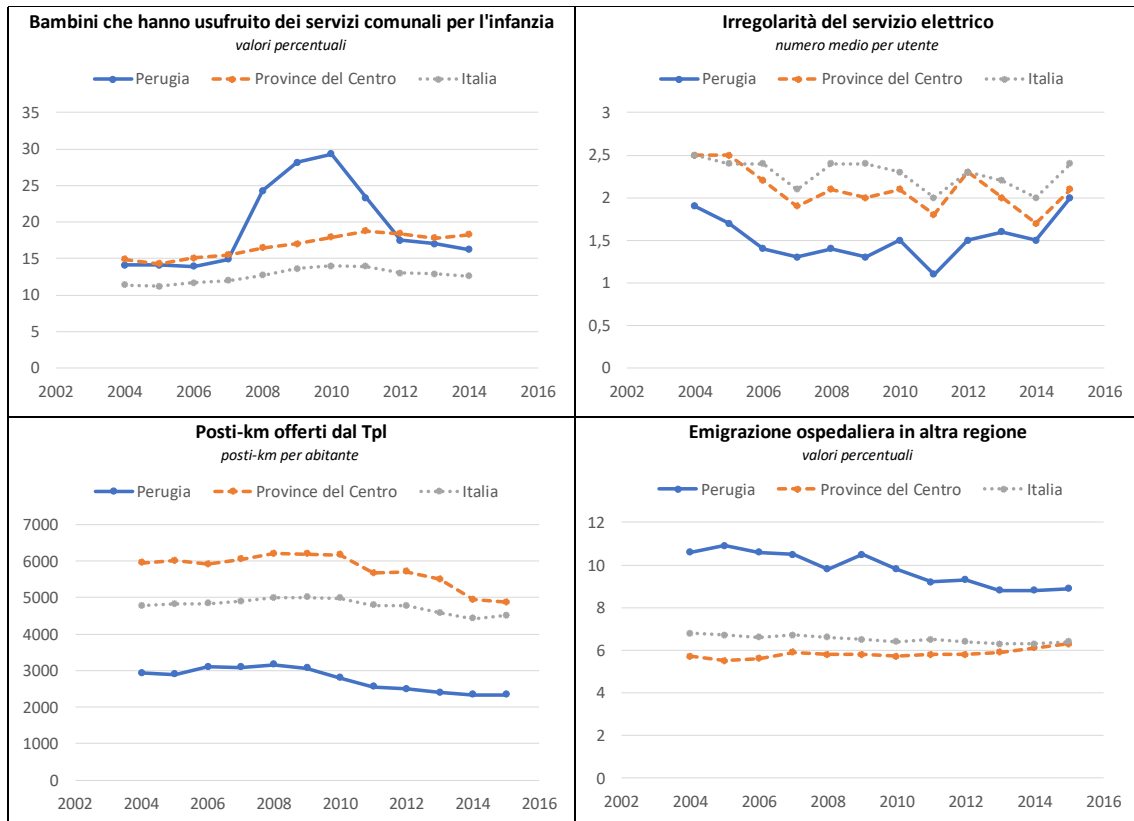 Bambini che hanno usufruito dei servizi comunali per l'infanzia
valori percentuali
Perugia Province del Centro Italia
35
30
25
20
15
10
5
0
2002 2004 2006 2008 2010 2012 2014 2016
Irregolarità del servizio elettrico
numero medio per utente
Perugia Province del Centro Italia
3
2,5
2
1,5
1
0,5
0
2002 2004 2006 2008 2010 2012 2014 2016
Posti-km offerti dal Tpl
posti-km per abitante
Perugia Province del Centro Italia
7000
6000
5000
4000
3000
2000
1000
0
2002 2004 2006 2008 2010 2012 2014 2016
Emigrazione ospedaliera in altra regione
valori percentuali
Perugia Province del Centro Italia
12
10
8
6
4
2
0
2002 2004 2006 2008 2010 2012 2014 2016